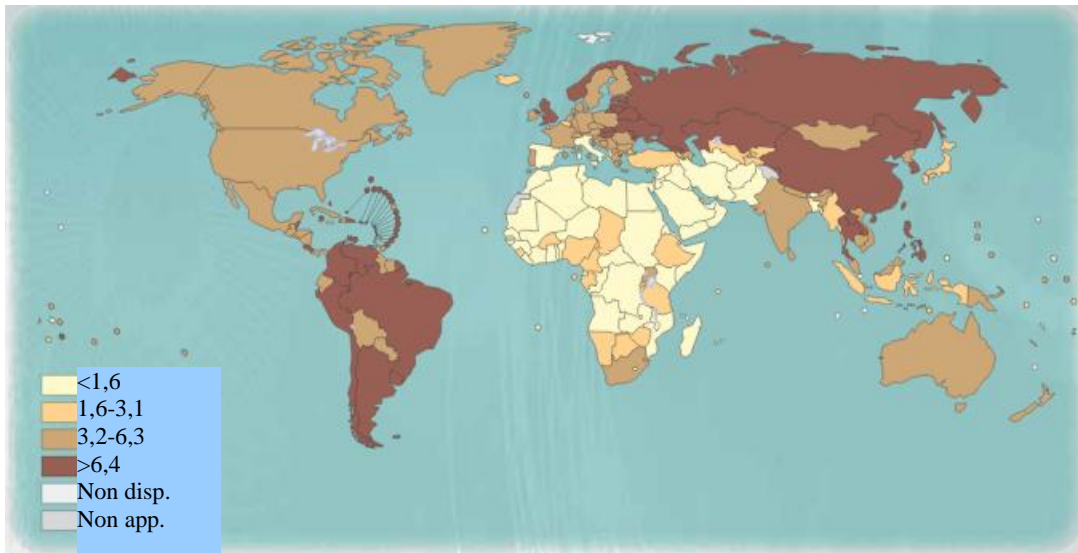 <1,6
1,6-3,1
3,2-6,3
>6,4
Non disp.
Non app.